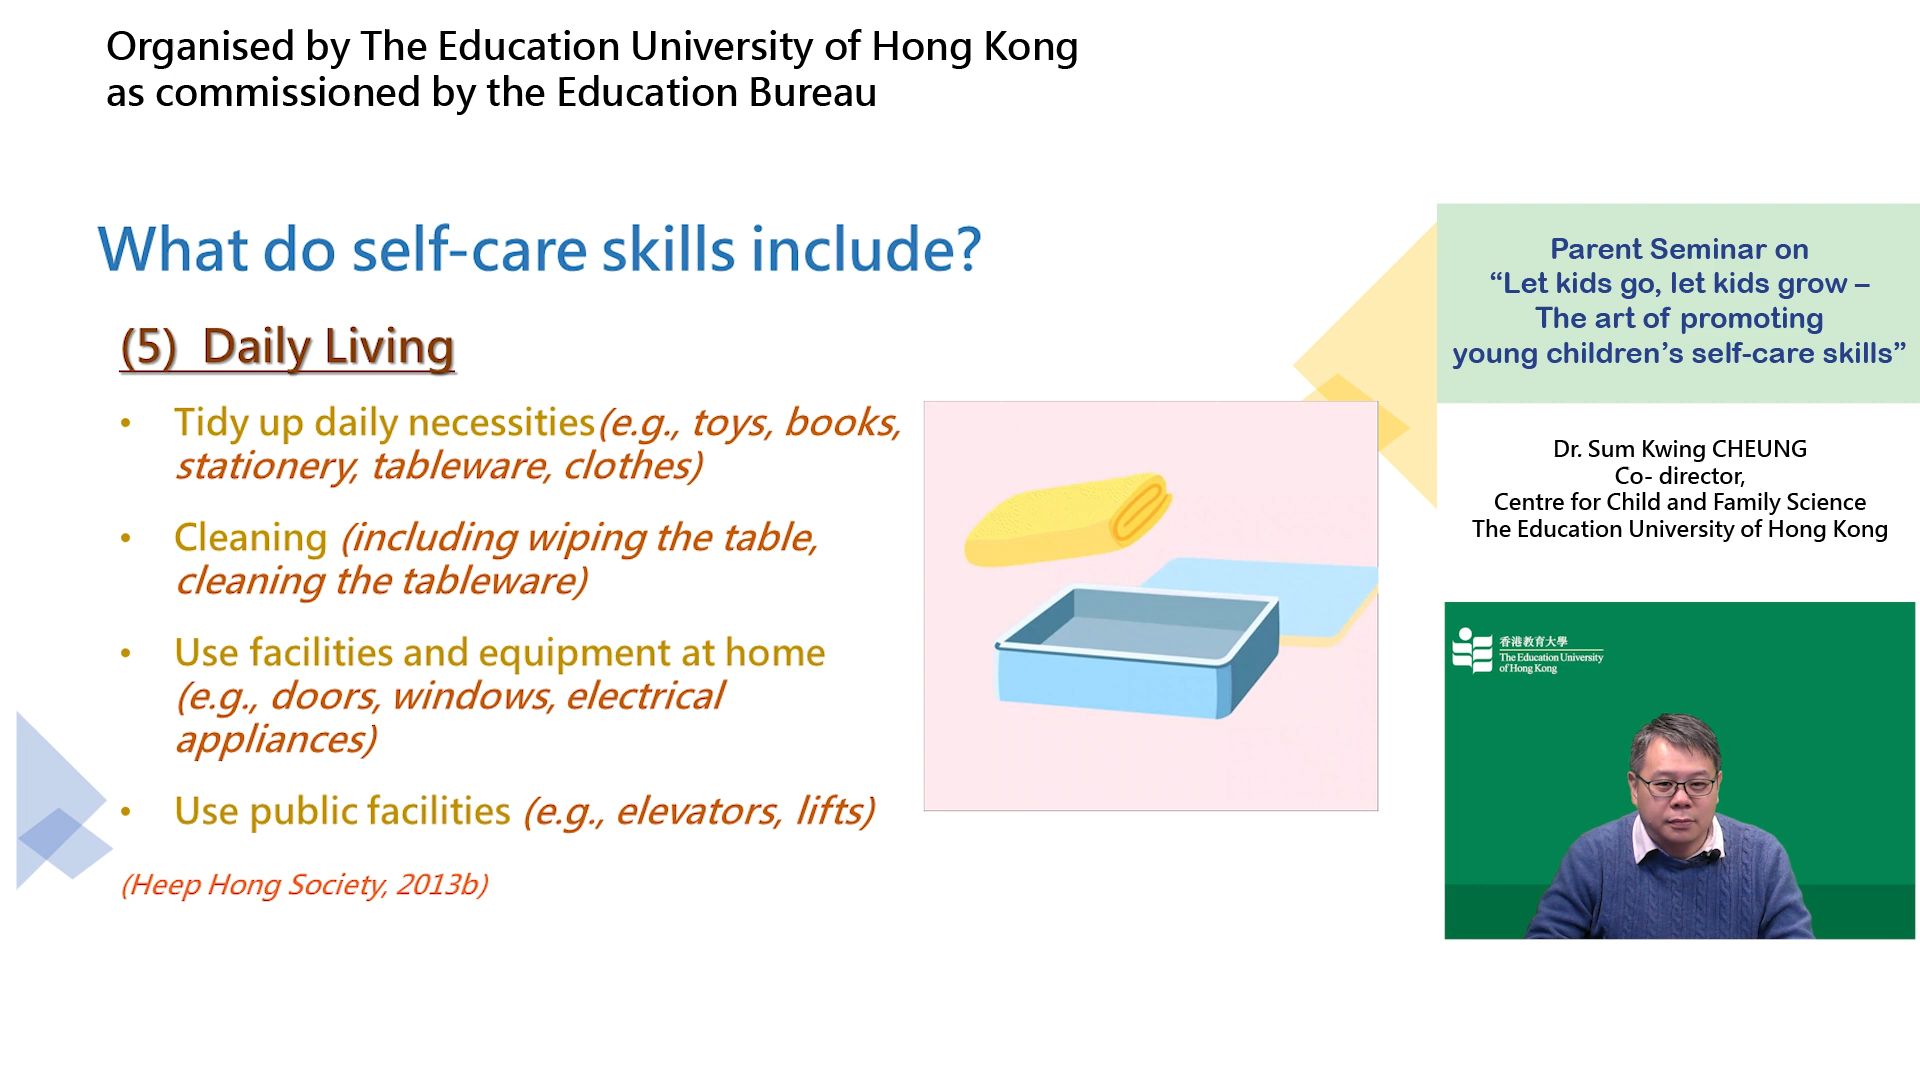 Organised by The Education University of Hong Kong
as commissioned by the Education Bureau
What do self-care skills include?
(5) Daily Living
• Tidy up daily necessities(e.g., toys, books,
stationery, tableware, clothes)
• Cleaning (including wiping the table,
cleaning the tableware)
• Use facilities and equipment at home
(e.g., doors, windows, electrical
appliances)
• Use public facilities (e.g., elevators, lifts)
(Heep Hong Society, 2013b)
Parent Seminar on
“Let kids go, let kids grow –
The art of promoting
young children’s self-care skills”
Dr. Sum Kwing CHEUNG
Co- director,
Centre for Child and Family Science
The Education University of Hong Kong
香港教育大學
The Education University
of Hong Kong